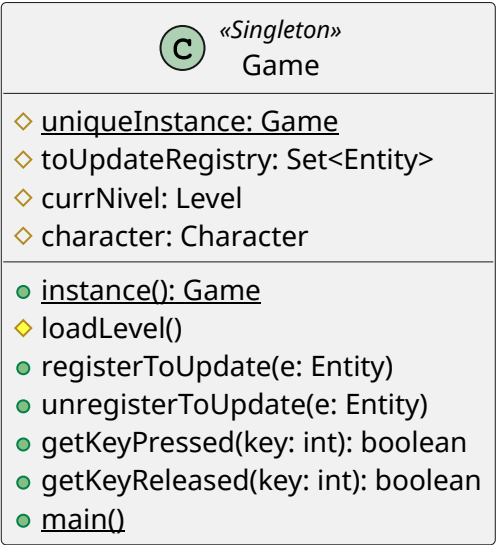 C
«Singleton»
Game
uniqueInstance: Game
toUpdateRegistry: Set<Entity>
currNivel: Level
character: Character
instance(): Game
loadLevel()
registerToUpdate(e: Entity)
unregisterToUpdate(e: Entity)
getKeyPressed(key: int): boolean
getKeyReleased(key: int): boolean
main()